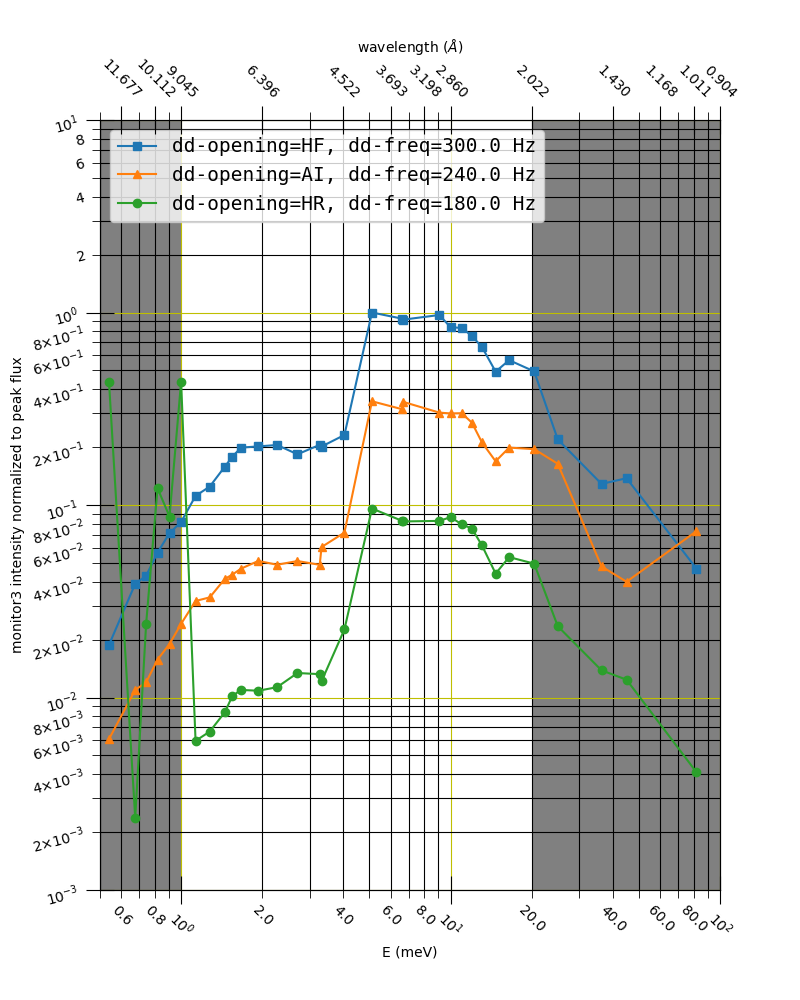 wavelength (Å)
11.677 10.112 9.045 6.396 4.522 3.693 3.198 2.860 2.022 1.430 1.168 1.011 0.904
dd-opening=HF, dd-freq=300.0 Hz
dd-opening=AI, dd-freq=240.0 Hz
dd-opening=HR, dd-freq=180.0 Hz
monitor3 intensity normalized to peak flux
10¹
8
6
4
2
10⁰
8×10⁻¹
6×10⁻¹
4×10⁻¹
2×10⁻¹
10⁻¹
8×10⁻²
6×10⁻²
4×10⁻²
2×10⁻²
10⁻²
8×10⁻³
6×10⁻³
4×10⁻³
2×10⁻³
10⁻³
0.6 0.8 10⁰ 2.0 4.0 6.0 8.0 10¹ 20.0 40.0 60.0 80.0 10²
E (meV)